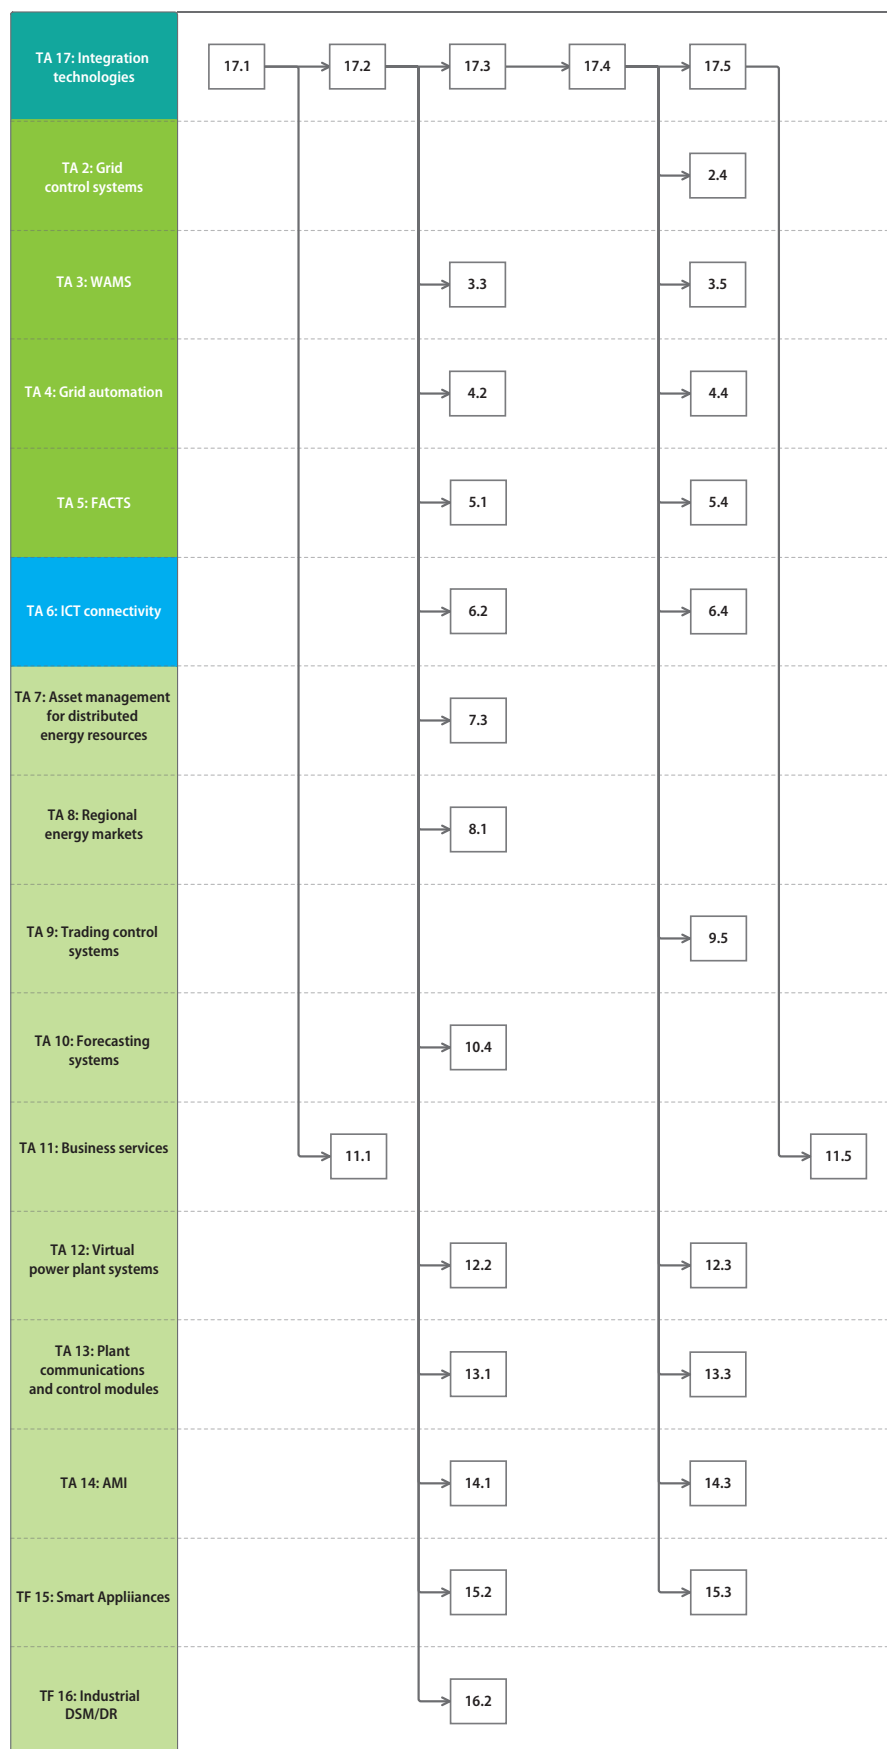 TA 17: Integration
technologies
17.1
17.2
17.3
17.4
17.5
TA 2: Grid
control systems
2.4
TA 3: WAMS
3.3
3.5
TA 4: Grid automation
4.2
4.4
TA 5: FACTS
5.1
5.4
TA 6: ICT connectivity
6.2
6.4
TA 7: Asset management
for distributed
energy resources
7.3
TA 8: Regional
energy markets
8.1
TA 9: Trading control
systems
9.5
TA 10: Forecasting
systems
10.4
TA 11: Business services
11.1
11.5
TA 12: Virtual
power plant systems
12.2
12.3
TA 13: Plant
communications
and control modules
13.1
13.3
TA 14: AMI
14.1
14.3
TF 15: Smart Appliiances
15.2
15.3
TF 16: Industrial
DSM/DR
16.2